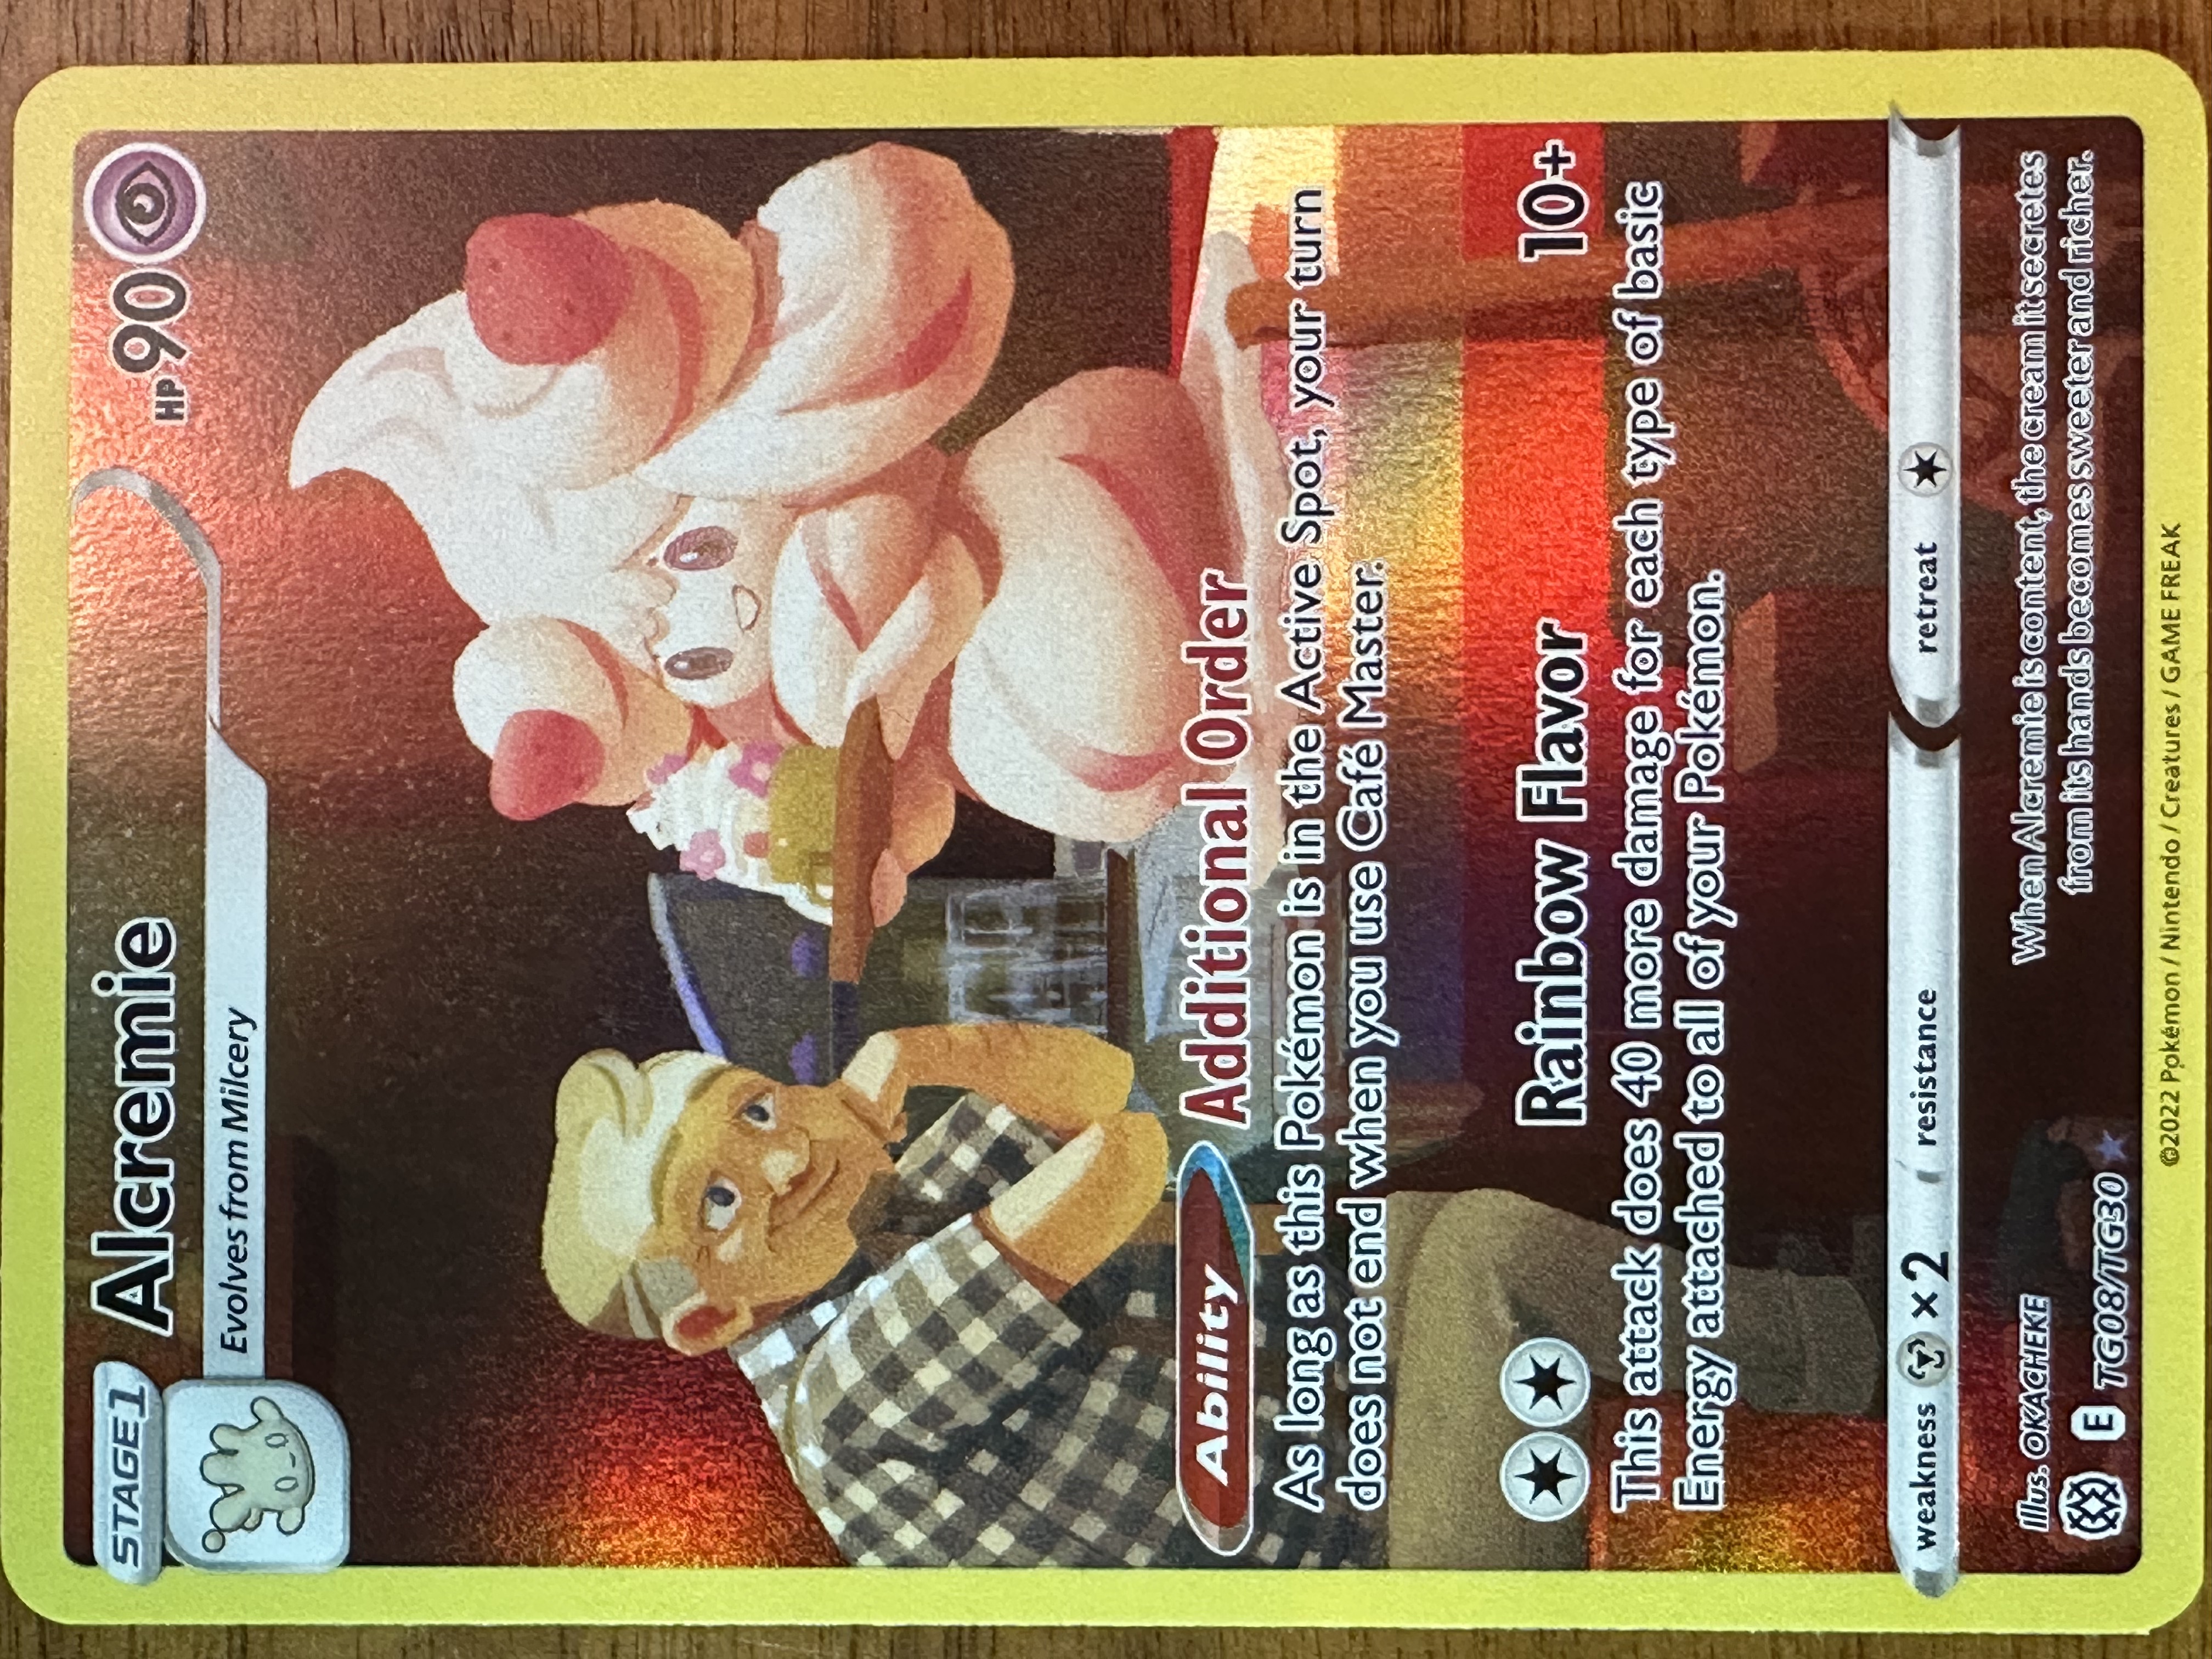 STAGE1
Alcremie
HP 90
Evolves from Milcery
Ability Additional Order
As long as this Pokémon is in the Active Spot, your turn
does not end when you use Café Master.
Rainbow Flavor 10+
This attack does 40 more damage for each type of basic
Energy attached to all of your Pokémon.
weakness ×2 resistance retreat
Illus. OKACHEKE
When Alcremie is content, the cream it secretes
from its hands becomes sweeter and richer.
E TG08/TG30
©2022 Pokémon / Nintendo / Creatures / GAME FREAK